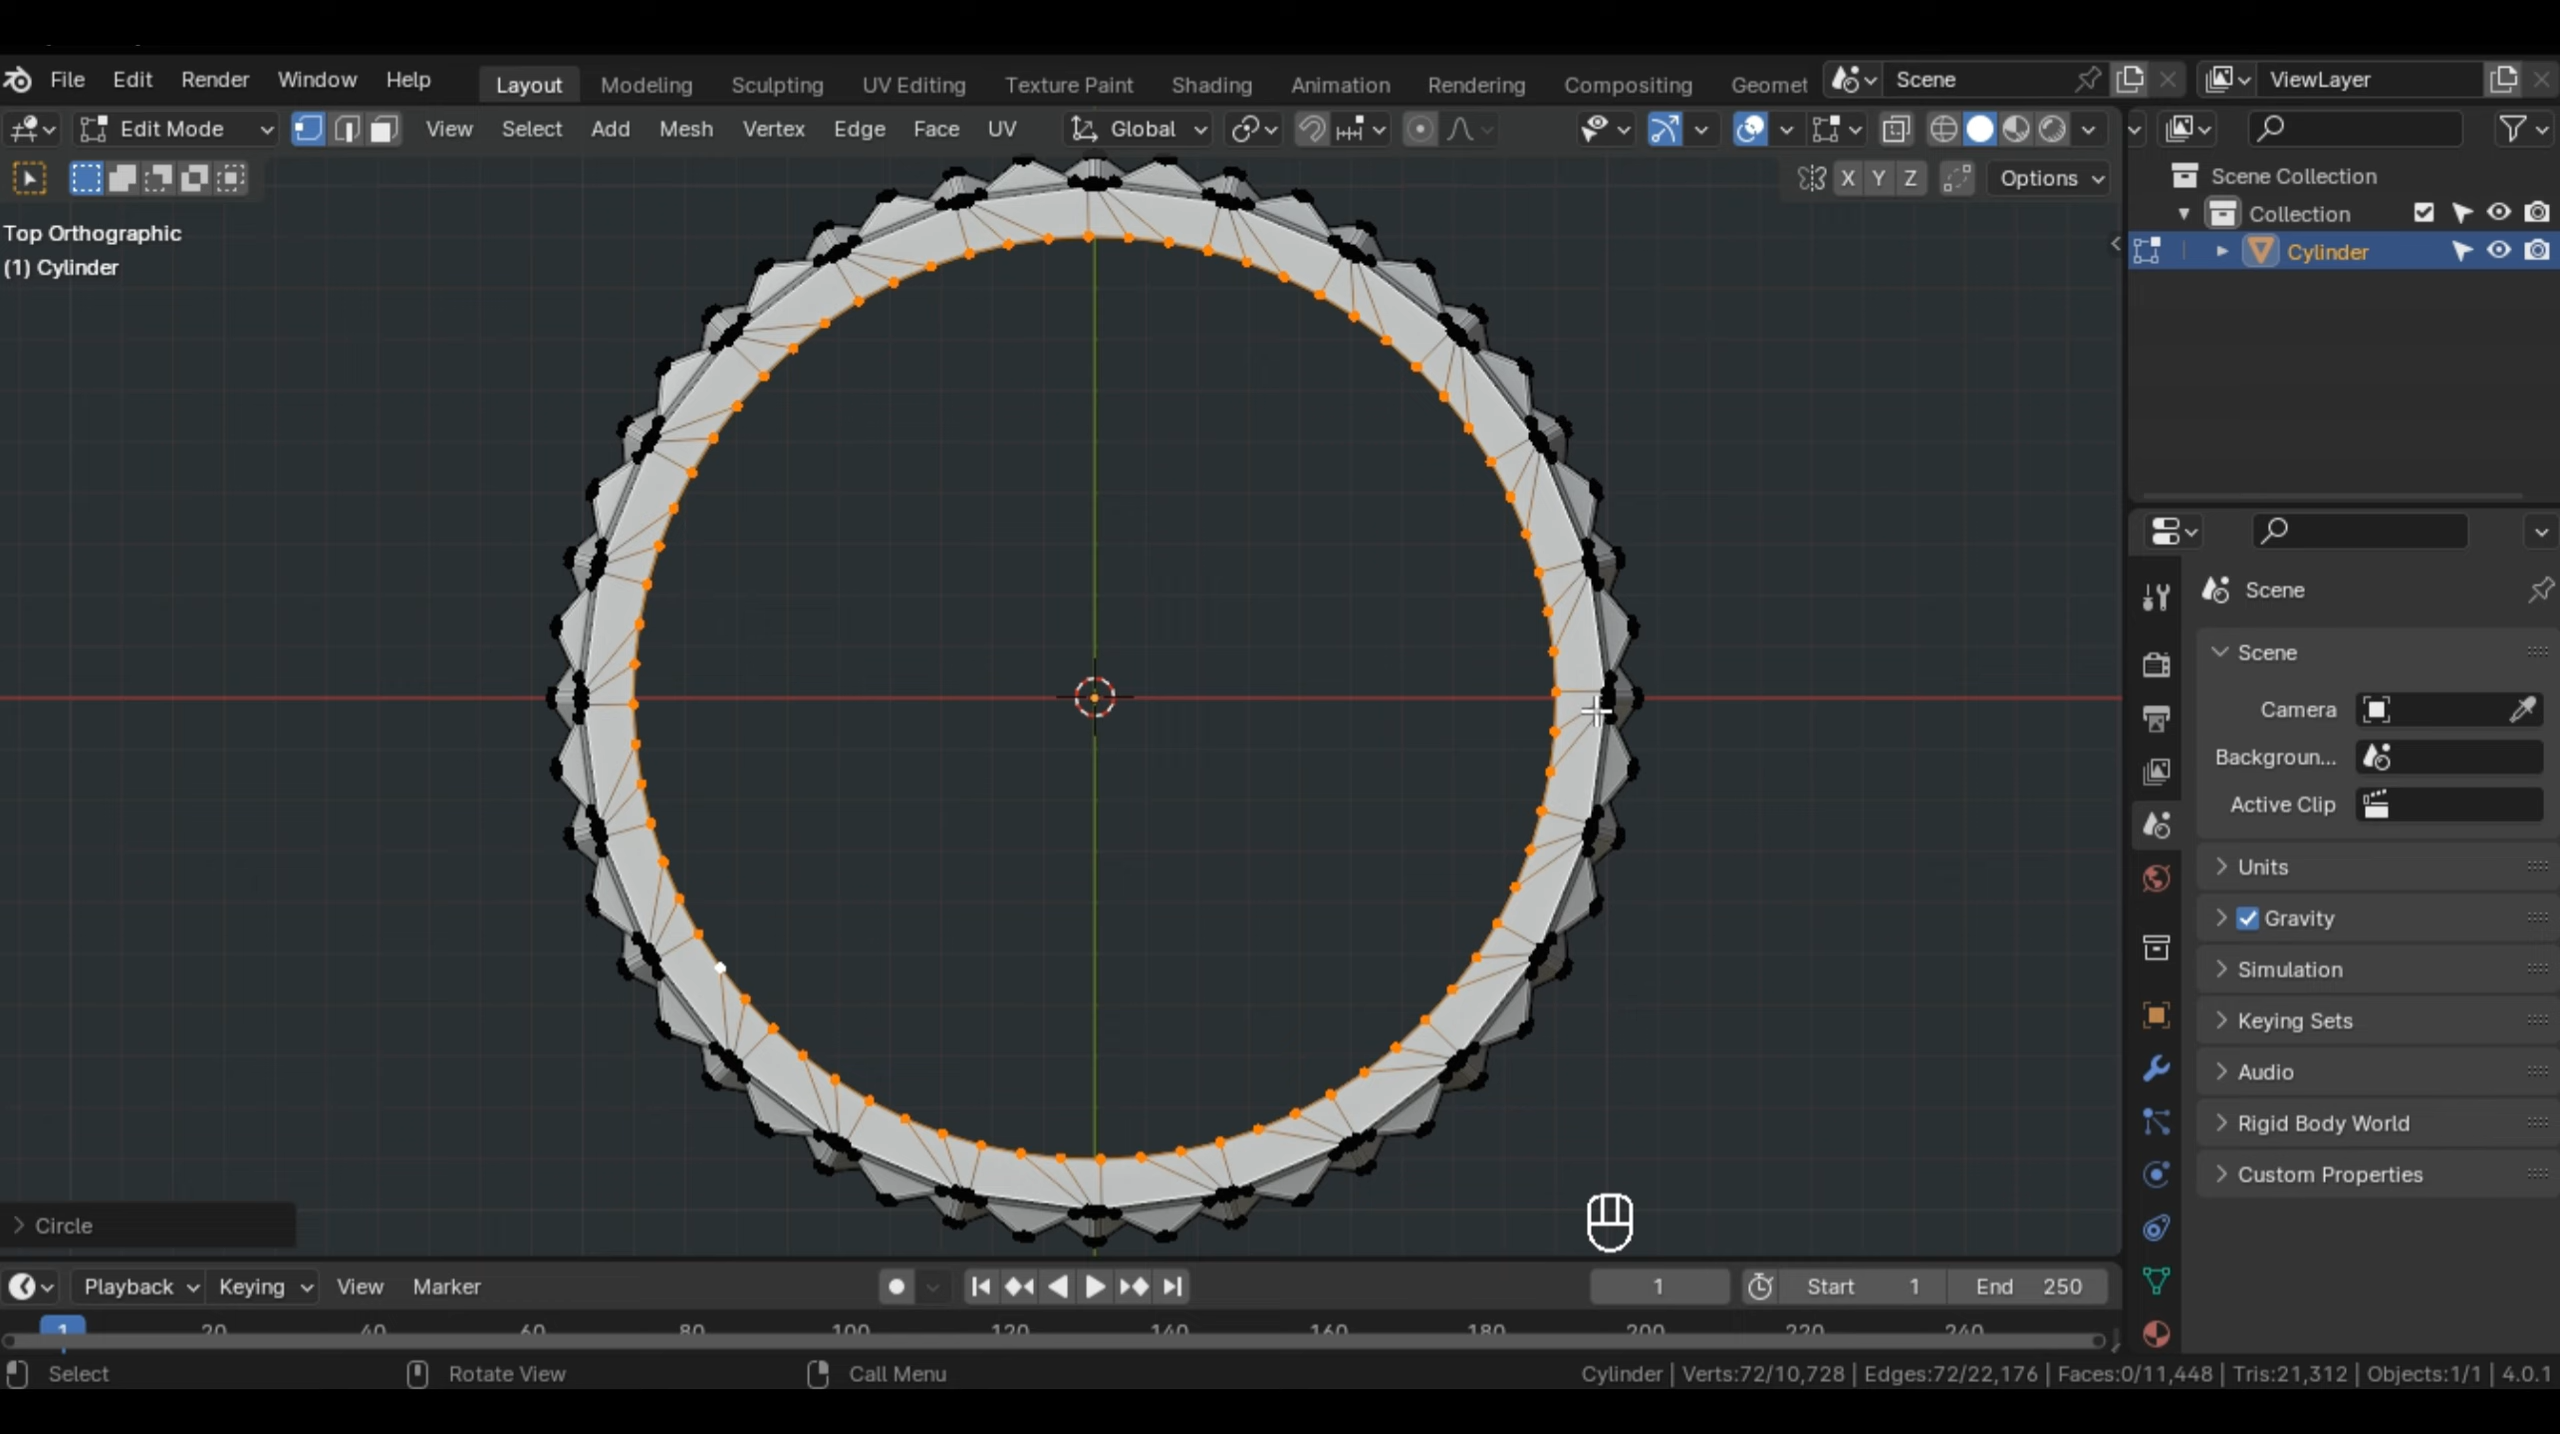 File Edit Render Window Help Layout Modeling Sculpting UV Editing Texture Paint Shading Animation Rendering Compositing Geomet Scene ViewLayer
Edit Mode View Select Add Mesh Vertex Edge Face UV Global
X Y Z Options
Top Orthographic
(1) Cylinder
Scene Collection
Collection
Cylinder
Scene
Scene
Camera
Backgroun...
Active Clip
Units
Gravity
Simulation
Keying Sets
Audio
Rigid Body World
Custom Properties
Circle
Playback Keying View Marker 1 Start 1 End 250
1 20 40 60 80 100 120 140 160 180 200 220 240
Select Rotate View Call Menu Cylinder | Verts:72/10,728 | Edges:72/22,176 | Faces:0/11,448 | Tris:21,312 | Objects:1/1 | 4.0.1